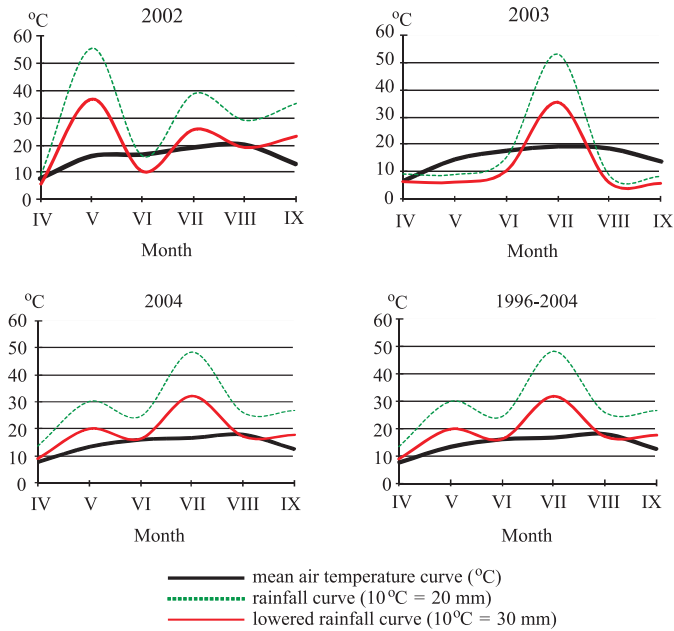 2002
°C
60
50
40
30
20
10
0
IV V VI VII VIII IX
Month
2003
°C
60
50
40
30
20
10
0
IV V VI VII VIII IX
Month
2004
°C
60
50
40
30
20
10
0
IV V VI VII VIII IX
Month
1996-2004
°C
60
50
40
30
20
10
0
IV V VI VII VIII IX
Month
mean air temperature curve (°C)
rainfall curve (10°C = 20 mm)
lowered rainfall curve (10°C = 30 mm)